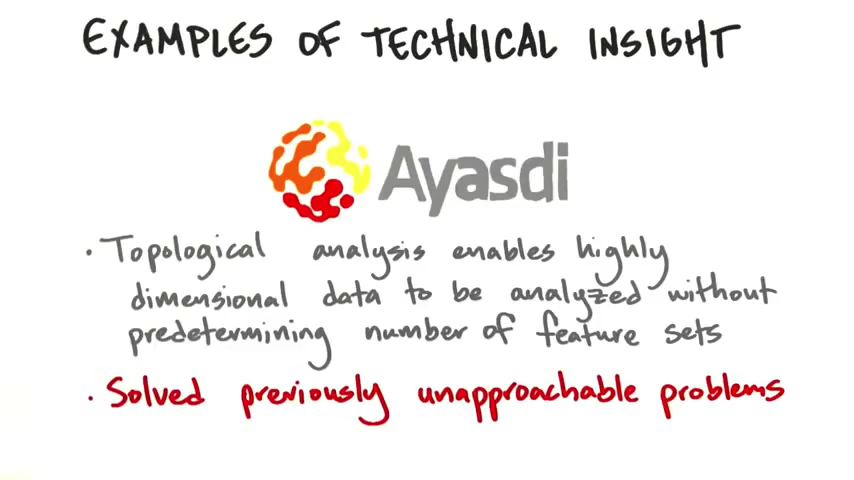 EXAMPLES OF TECHNICAL INSIGHT
Ayasdi
· Topological analysis enables highly
dimensional data to be analyzed without
predetermining number of feature sets
· Solved previously unapproachable problems